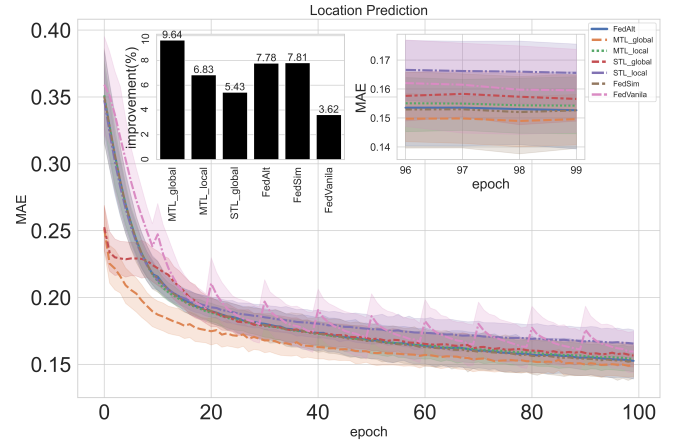 Location Prediction
MAE
0.40
0.35
0.30
0.25
0.20
0.15
0 20 40 60 80 100
epoch
improvement(%)
10
8
6
4
2
0
9.64
6.83
5.43
7.78
7.81
3.62
MTL_global
MTL_local
STL_global
FedAlt
FedSim
FedVanila
MAE
0.17
0.16
0.15
0.14
96 97 98 99
epoch
FedAlt
MTL_global
MTL_local
STL_global
STL_local
FedSim
FedVanila